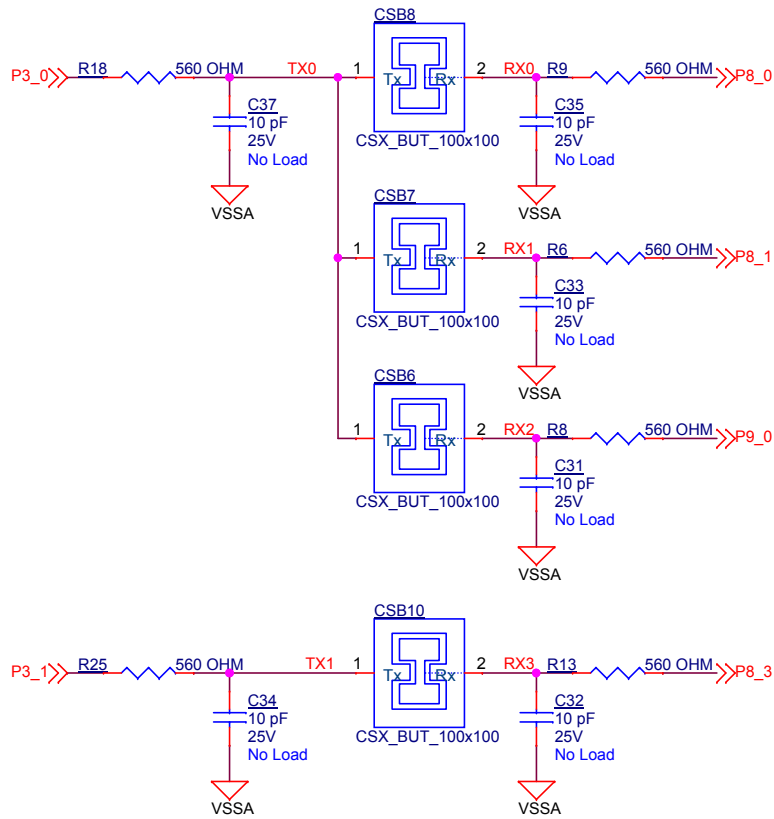 CSB8
P3_0 R18 560 OHM TX0 1 Tx Rx 2 RX0 R9 560 OHM P8_0
C37
10 pF
25V
No Load
VSSA
CSX_BUT_100x100
C35
10 pF
25V
No Load
VSSA
CSB7
1 Tx Rx 2 RX1 R6 560 OHM P8_1
CSX_BUT_100x100
C33
10 pF
25V
No Load
VSSA
CSB6
1 Tx Rx 2 RX2 R8 560 OHM P9_0
CSX_BUT_100x100
C31
10 pF
25V
No Load
VSSA
CSB10
P3_1 R25 560 OHM TX1 1 Tx Rx 2 RX3 R13 560 OHM P8_3
C34
10 pF
25V
No Load
VSSA
CSX_BUT_100x100
C32
10 pF
25V
No Load
VSSA